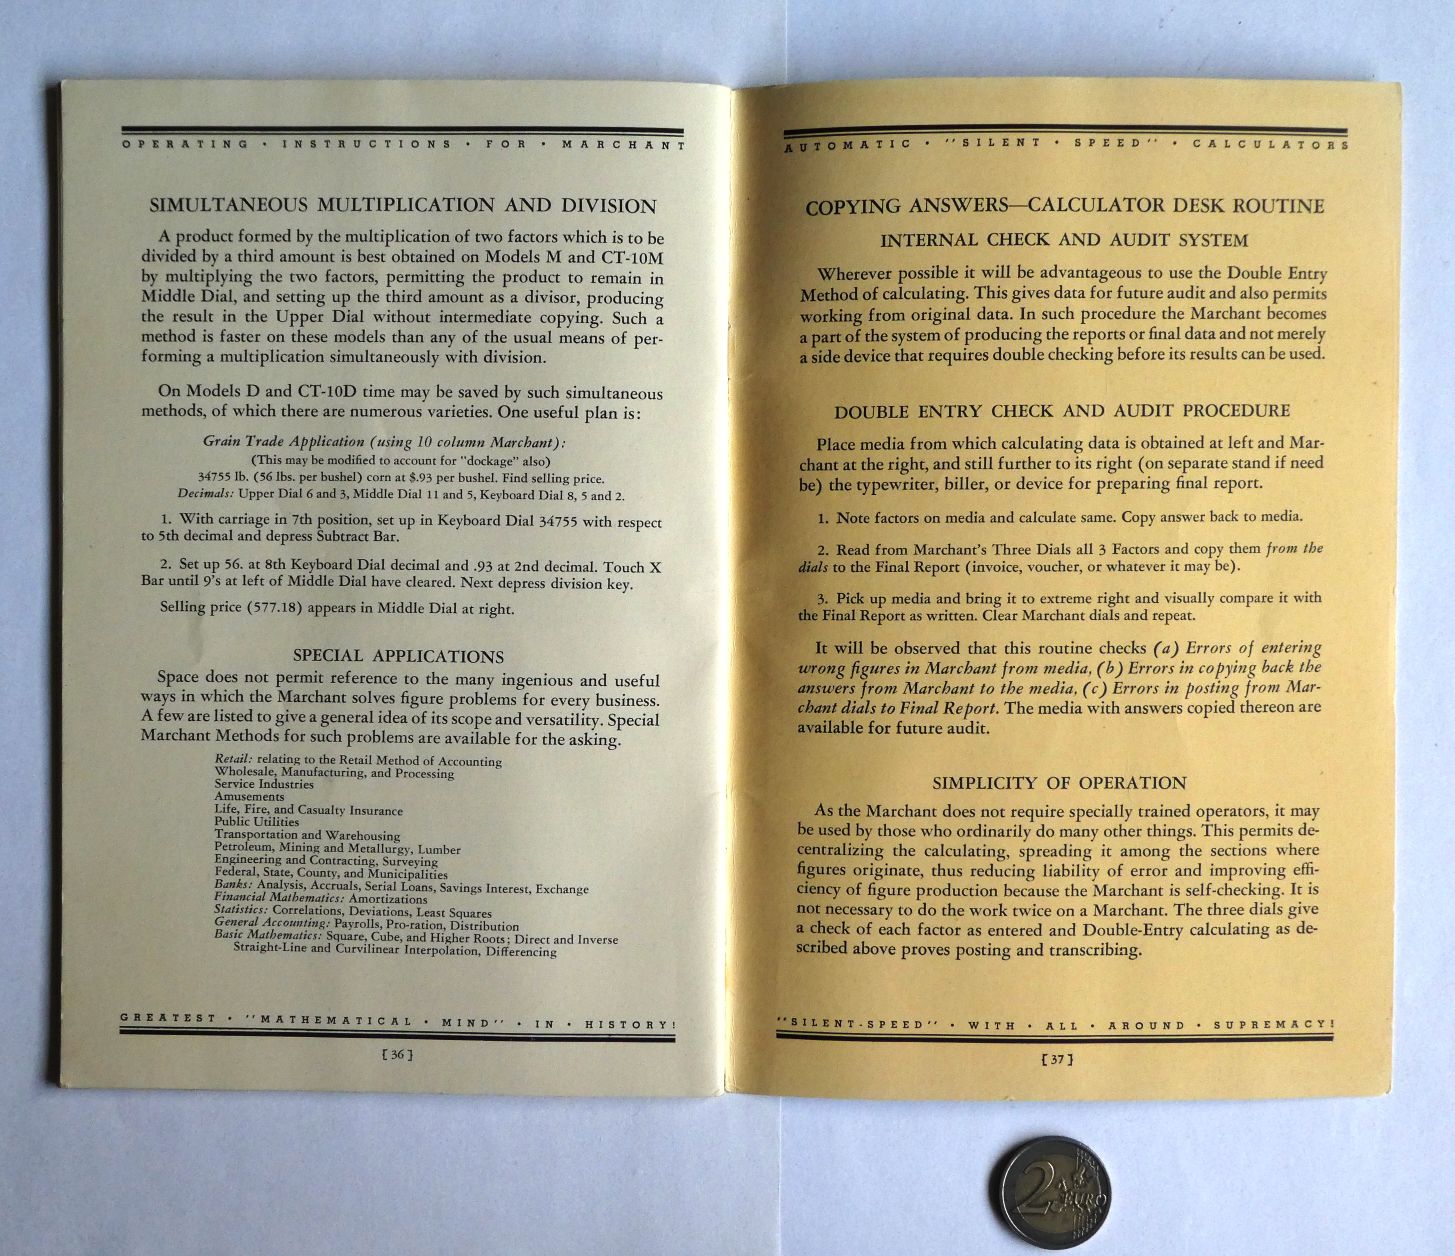 OPERATING · INSTRUCTIONS · FOR · MARCHANT
SIMULTANEOUS MULTIPLICATION AND DIVISION
A product formed by the multiplication of two factors which is to be
divided by a third amount is best obtained on Models M and CT-10M
by multiplying the two factors, permitting the product to remain in
Middle Dial, and setting up the third amount as a divisor, producing
the result in the Upper Dial without intermediate copying. Such a
method is faster on these models than any of the usual means of per-
forming a multiplication simultaneously with division.
On Models D and CT-10D time may be saved by such simultaneous
methods, of which there are numerous varieties. One useful plan is:
Grain Trade Application (using 10 column Marchant):
(This may be modified to account for "dockage" also)
34755 lb. (56 lbs. per bushel) corn at $.93 per bushel. Find selling price.
Decimals: Upper Dial 6 and 3, Middle Dial 11 and 5, Keyboard Dial 8, 5 and 2.
1. With carriage in 7th position, set up in Keyboard Dial 34755 with respect
to 5th decimal and depress Subtract Bar.
2. Set up 56. at 8th Keyboard Dial decimal and .93 at 2nd decimal. Touch X
Bar until 9's at left of Middle Dial have cleared. Next depress division key.
Selling price (577.18) appears in Middle Dial at right.
SPECIAL APPLICATIONS
Space does not permit reference to the many ingenious and useful
ways in which the Marchant solves figure problems for every business.
A few are listed to give a general idea of its scope and versatility. Special
Marchant Methods for such problems are available for the asking.
Retail: relating to the Retail Method of Accounting
Wholesale, Manufacturing, and Processing
Service Industries
Amusements
Life, Fire, and Casualty Insurance
Public Utilities
Transportation and Warehousing
Petroleum, Mining and Metallurgy, Lumber
Engineering and Contracting, Surveying
Federal, State, County, and Municipalities
Banks: Analysis, Accruals, Serial Loans, Savings Interest, Exchange
Financial Mathematics: Amortizations
Statistics: Correlations, Deviations, Least Squares
General Accounting: Payrolls, Pro-ration, Distribution
Basic Mathematics: Square, Cube, and Higher Roots; Direct and Inverse
Straight-Line and Curvilinear Interpolation, Differencing
GREATEST · "MATHEMATICAL · MIND" · IN · HISTORY!
[36]
AUTOMATIC · "SILENT · SPEED" · CALCULATORS
COPYING ANSWERS—CALCULATOR DESK ROUTINE
INTERNAL CHECK AND AUDIT SYSTEM
Wherever possible it will be advantageous to use the Double Entry
Method of calculating. This gives data for future audit and also permits
working from original data. In such procedure the Marchant becomes
a part of the system of producing the reports or final data and not merely
a side device that requires double checking before its results can be used.
DOUBLE ENTRY CHECK AND AUDIT PROCEDURE
Place media from which calculating data is obtained at left and Mar-
chant at the right, and still further to its right (on separate stand if need
be) the typewriter, biller, or device for preparing final report.
1. Note factors on media and calculate same. Copy answer back to media.
2. Read from Marchant's Three Dials all 3 Factors and copy them from the
dials to the Final Report (invoice, voucher, or whatever it may be).
3. Pick up media and bring it to extreme right and visually compare it with
the Final Report as written. Clear Marchant dials and repeat.
It will be observed that this routine checks (a) Errors of entering
wrong figures in Marchant from media, (b) Errors in copying back the
answers from Marchant to the media, (c) Errors in posting from Mar-
chant dials to Final Report. The media with answers copied thereon are
available for future audit.
SIMPLICITY OF OPERATION
As the Marchant does not require specially trained operators, it may
be used by those who ordinarily do many other things. This permits de-
centralizing the calculating, spreading it among the sections where
figures originate, thus reducing liability of error and improving effi-
ciency of figure production because the Marchant is self-checking. It is
not necessary to do the work twice on a Marchant. The three dials give
a check of each factor as entered and Double-Entry calculating as de-
scribed above proves posting and transcribing.
"SILENT-SPEED" · WITH · ALL · AROUND · SUPREMACY!
[37]
2 EURO